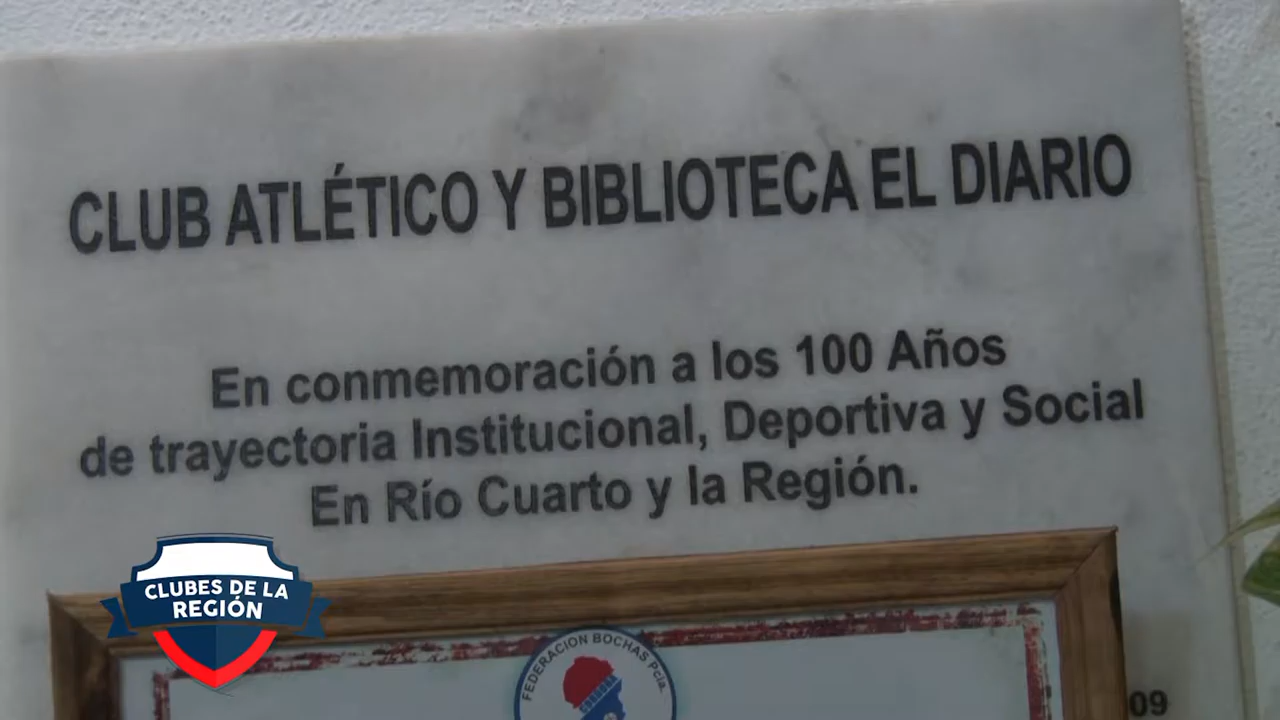 CLUB ATLÉTICO Y BIBLIOTECA EL DIARIO
En conmemoración a los 100 Años
de trayectoria Institucional, Deportiva y Social
En Río Cuarto y la Región.
CLUBES DE LA
REGIÓN
FEDERACION BOCHAS Pcia.
09